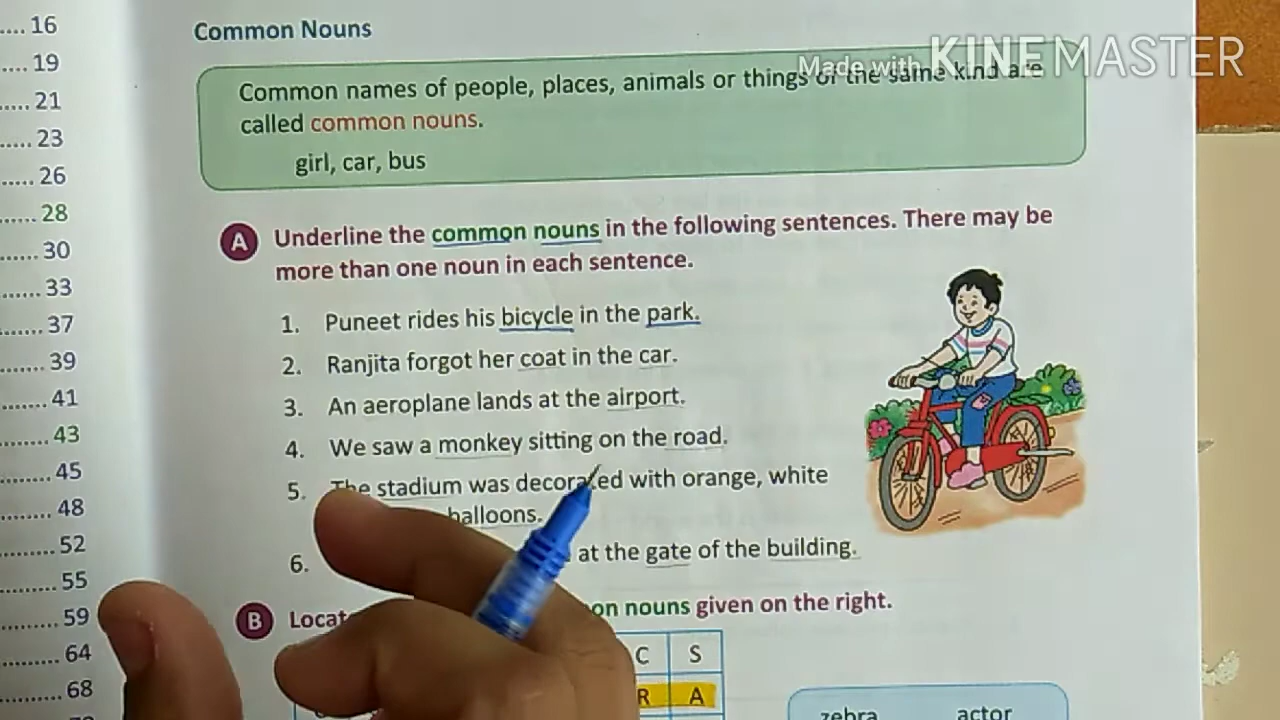 .... 16
.... 19
..... 21
..... 23
..... 26
...... 28
....... 30
...... 33
....... 37
....... 39
........ 41
........ 43
........ 45
........ 48
......... 52
........ 55
......... 59
.......... 64
.......... 68
Made with KINEMASTER
Common Nouns
Common names of people, places, animals or things of the same kind are
called common nouns.
girl, car, bus
A Underline the common nouns in the following sentences. There may be
more than one noun in each sentence.
1. Puneet rides his bicycle in the park.
2. Ranjita forgot her coat in the car.
3. An aeroplane lands at the airport.
4. We saw a monkey sitting on the road.
5. The stadium was decorated with orange, white
balloons.
6. at the gate of the building.
B nouns given on the right.
C S
R A
zebra actor